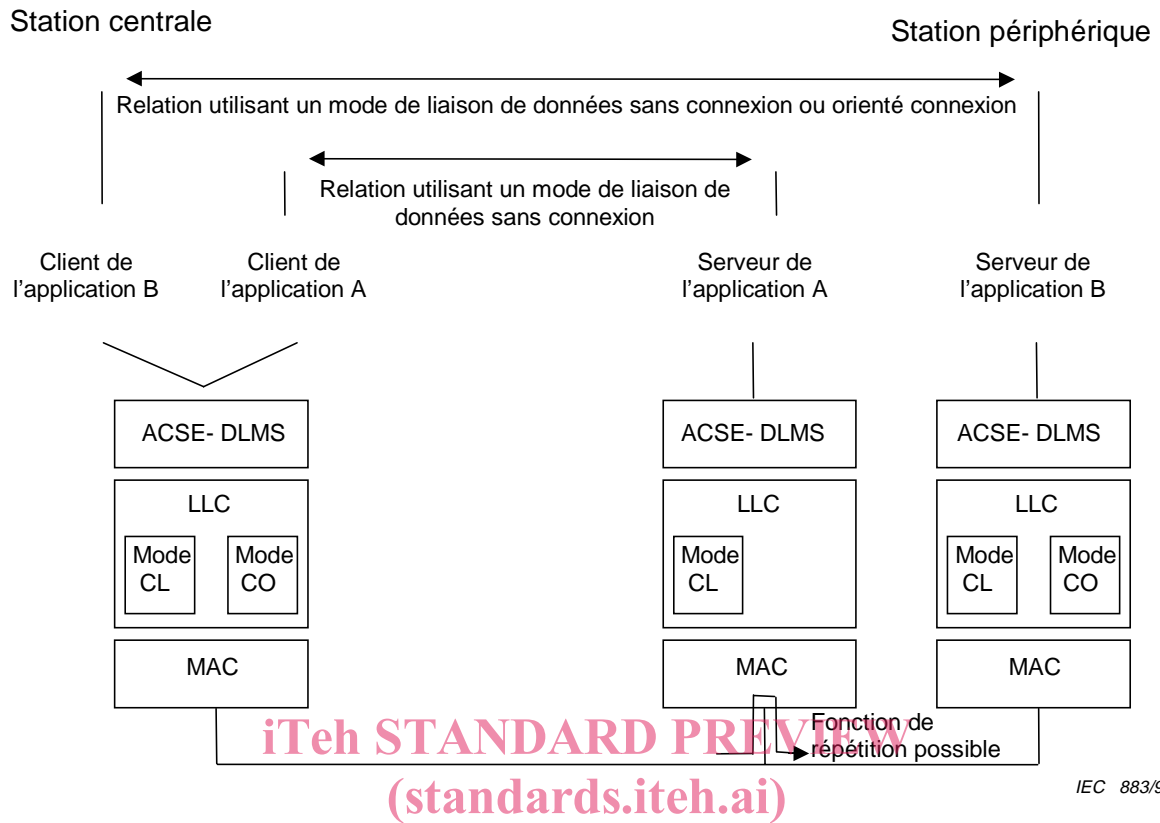 Station centrale
Station périphérique
Relation utilisant un mode de liaison de données sans connexion ou orienté connexion
Relation utilisant un mode de liaison de
données sans connexion
Client de
l'application B
Client de
l'application A
Serveur de
l'application A
Serveur de
l'application B
ACSE- DLMS
ACSE- DLMS
ACSE- DLMS
LLC
LLC
LLC
Mode
CL
Mode
CO
Mode
CL
Mode
CL
Mode
CO
MAC
MAC
MAC
Fonction de
répétition possible
iTeh STANDARD PREVIEW
(standards.iteh.ai)
IEC 883/9